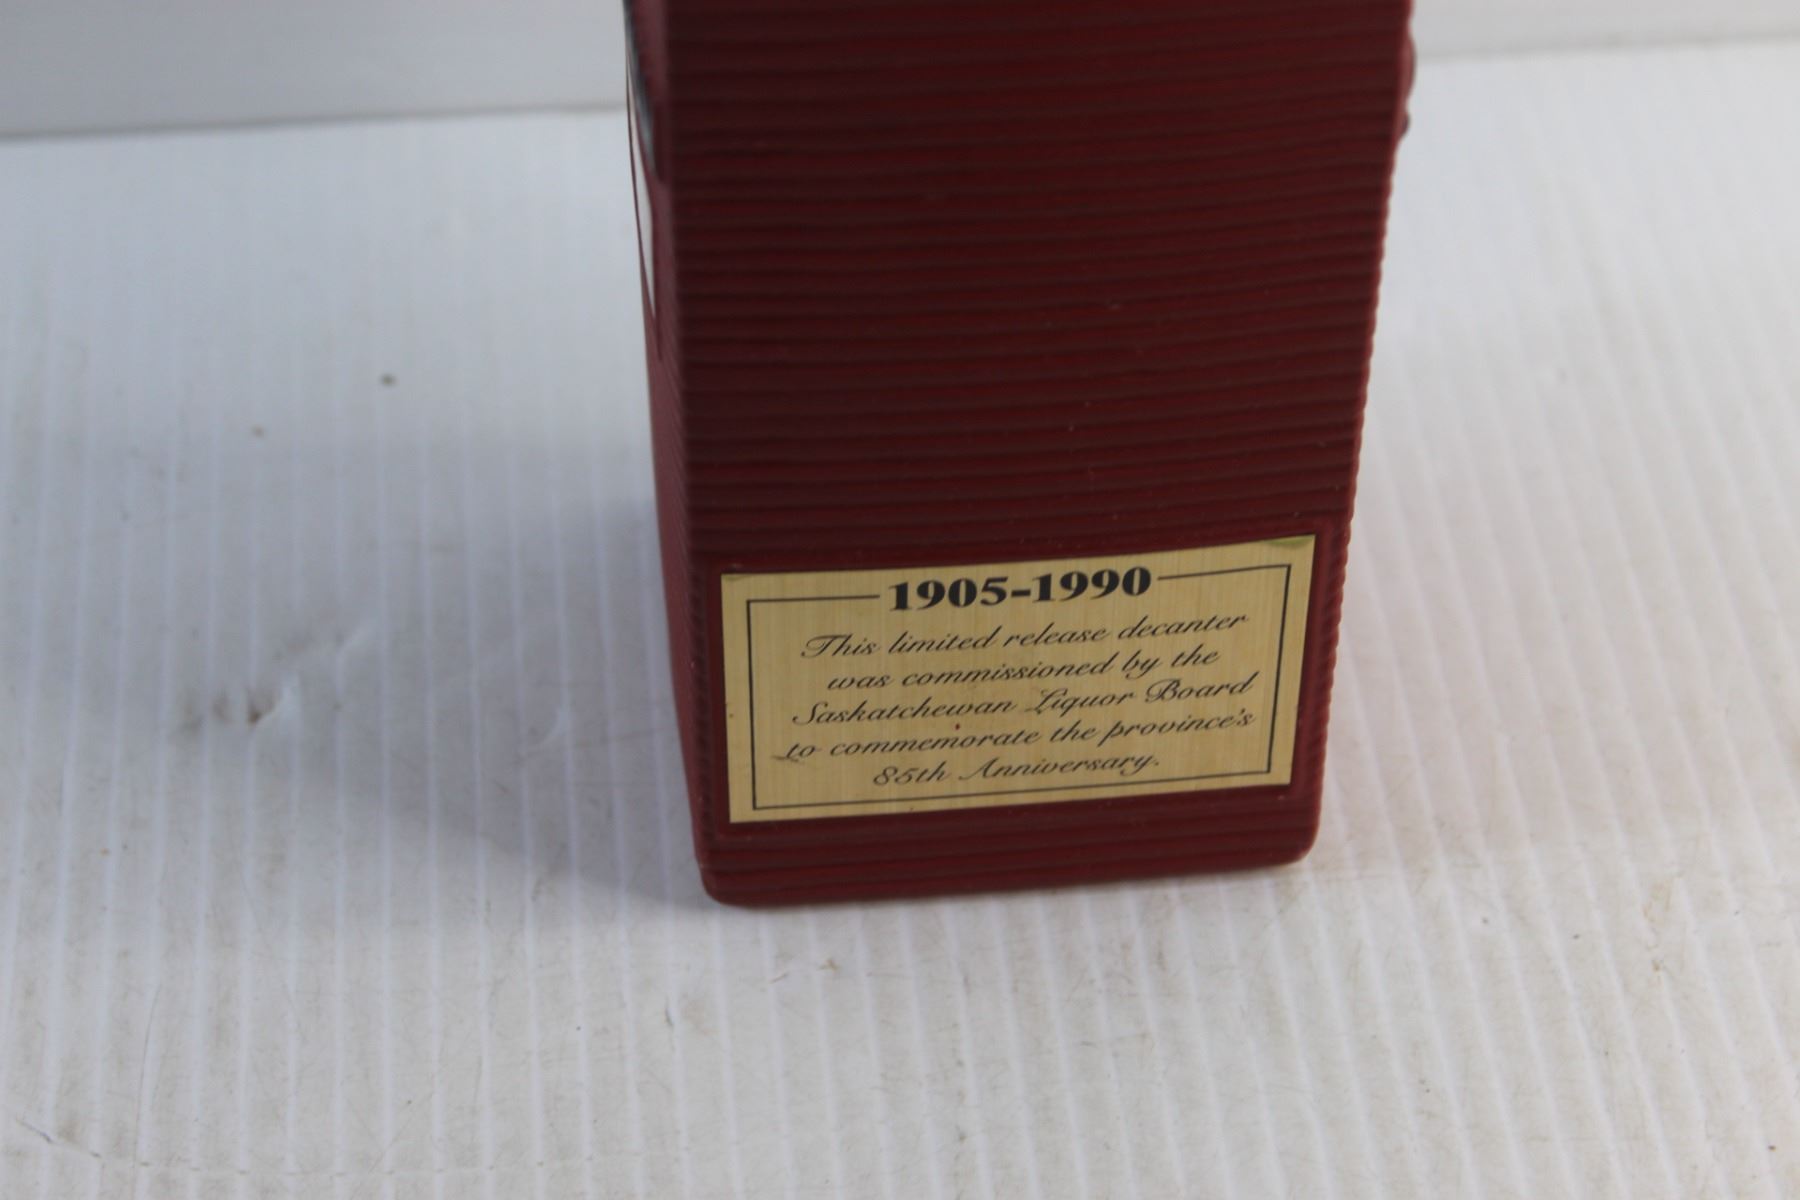 1905-1990
This limited release decanter
was commissioned by the
Saskatchewan Liquor Board
to commemorate the province's
85th Anniversary.